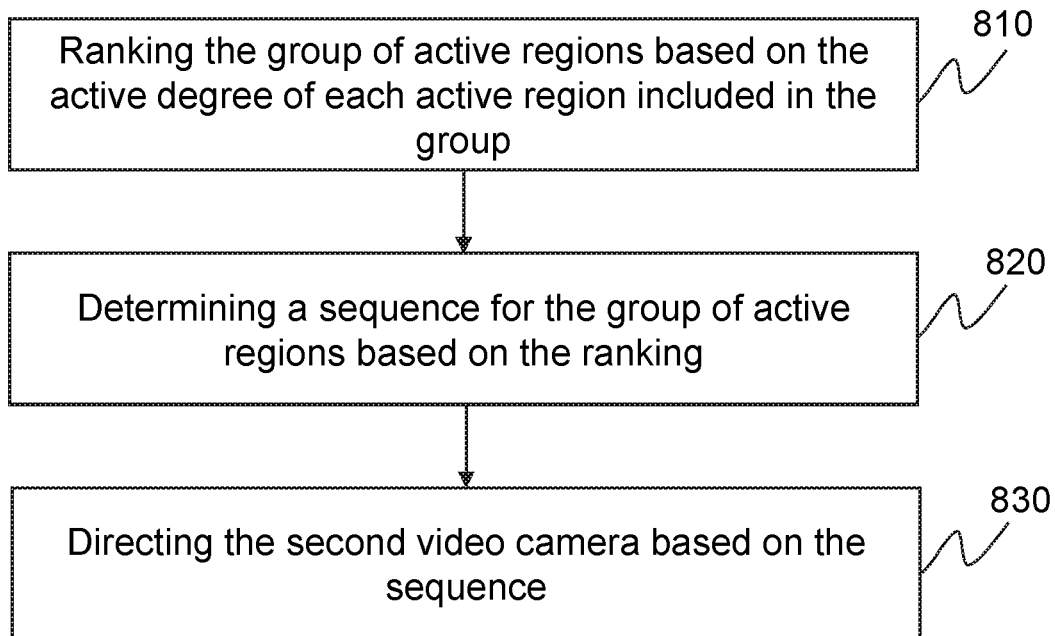 810
Ranking the group of active regions based on the
active degree of each active region included in the
group
820
Determining a sequence for the group of active
regions based on the ranking
830
Directing the second video camera based on the
sequence